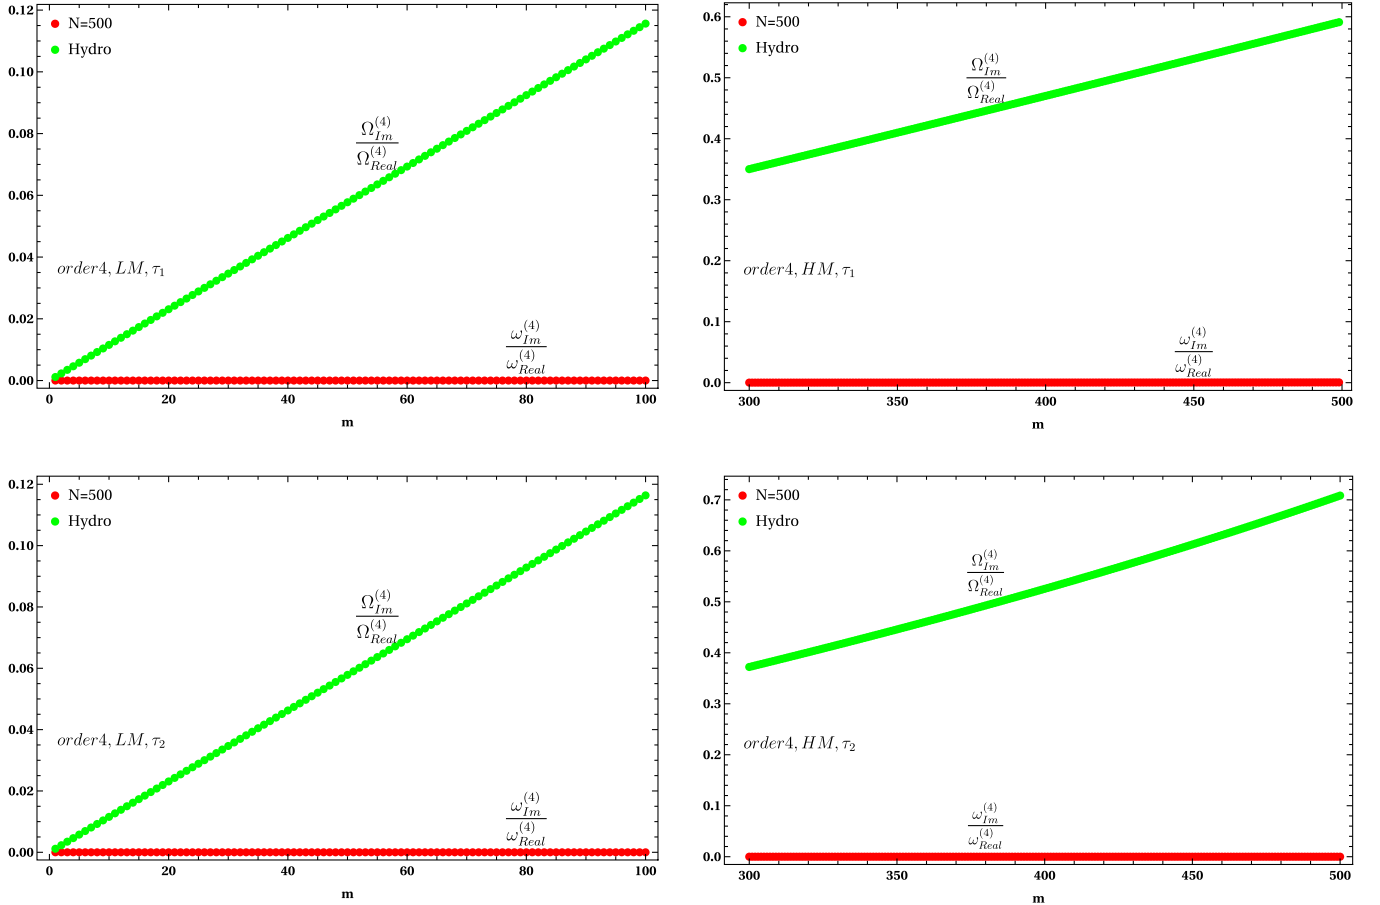 N=500
Hydro
0.12
0.10
0.08
0.06
0.04
0.02
0.00
Ω_{Im}^{(4)}
Ω_{Real}^{(4)}
order4, LM, τ₁
ω_{Im}^{(4)}
ω_{Real}^{(4)}
0 20 40 60 80 100
m
N=500
Hydro
0.6
0.5
0.4
0.3
0.2
0.1
0.0
Ω_{Im}^{(4)}
Ω_{Real}^{(4)}
order4, HM, τ₁
ω_{Im}^{(4)}
ω_{Real}^{(4)}
300 350 400 450 500
m
N=500
Hydro
0.12
0.10
0.08
0.06
0.04
0.02
0.00
Ω_{Im}^{(4)}
Ω_{Real}^{(4)}
order4, LM, τ₂
ω_{Im}^{(4)}
ω_{Real}^{(4)}
0 20 40 60 80 100
m
N=500
Hydro
0.7
0.6
0.5
0.4
0.3
0.2
0.1
0.0
Ω_{Im}^{(4)}
Ω_{Real}^{(4)}
order4, HM, τ₂
ω_{Im}^{(4)}
ω_{Real}^{(4)}
300 350 400 450 500
m